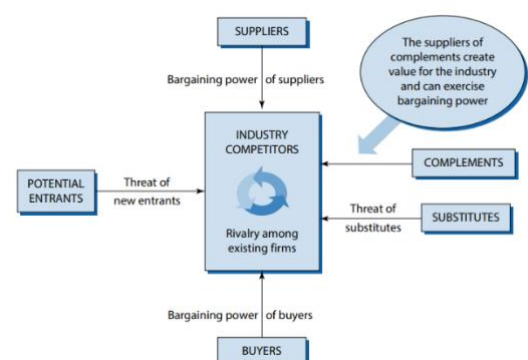 SUPPLIERS
The suppliers of
complements create
value for the industry
and can exercise
bargaining power
Bargaining power of suppliers
INDUSTRY
COMPETITORS
COMPLEMENTS
POTENTIAL
ENTRANTS
Threat of
new entrants
Threat of
substitutes
SUBSTITUTES
Rivalry among
existing firms
Bargaining power of buyers
BUYERS